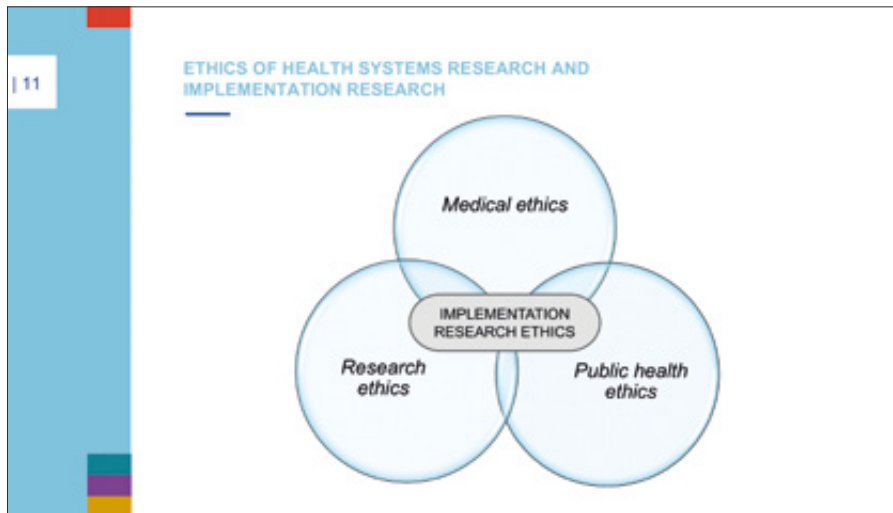 | 11
ETHICS OF HEALTH SYSTEMS RESEARCH AND
IMPLEMENTATION RESEARCH
Medical ethics
IMPLEMENTATION
RESEARCH ETHICS
Research
ethics
Public health
ethics